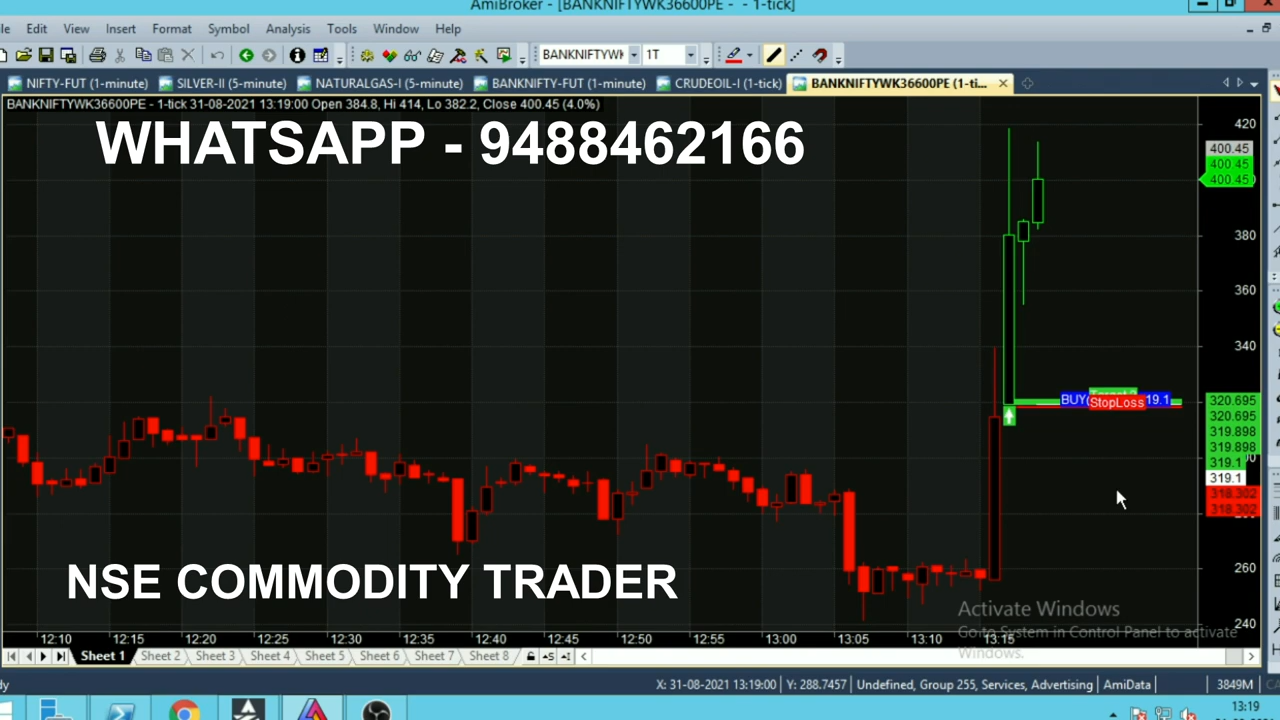 AmiBroker - [BANKNIFTYWK36600PE - - 1-tick]
Edit View Insert Format Symbol Analysis Tools Window Help
BANKNIFTYWK 1T
NIFTY-FUT (1-minute) SILVER-II (5-minute) NATURALGAS-I (5-minute) BANKNIFTY-FUT (1-minute) CRUDEOIL-I (1-tick) BANKNIFTYWK36600PE (1-ti...
BANKNIFTYWK36600PE - 1-tick 31-08-2021 13:19:00 Open 384.8, Hi 414, Lo 382.2, Close 400.45 (4.0%)
WHATSAPP - 9488462166
420
400.45
400.45
400.45
380
360
340
BUY( StopLoss 19.1
320.695
320.695
319.898
319.898
319.1
319.1
318.302
318.302
260
240
NSE COMMODITY TRADER
Activate Windows
Go to System in Control Panel to activate
Windows.
12:10 12:15 12:20 12:25 12:30 12:35 12:40 12:45 12:50 12:55 13:00 13:05 13:10 13:15
Sheet 1 Sheet 2 Sheet 3 Sheet 4 Sheet 5 Sheet 6 Sheet 7 Sheet 8
X: 31-08-2021 13:19:00 Y: 288.7457 Undefined, Group 255, Services, Advertising AmiData 3849M
13:19